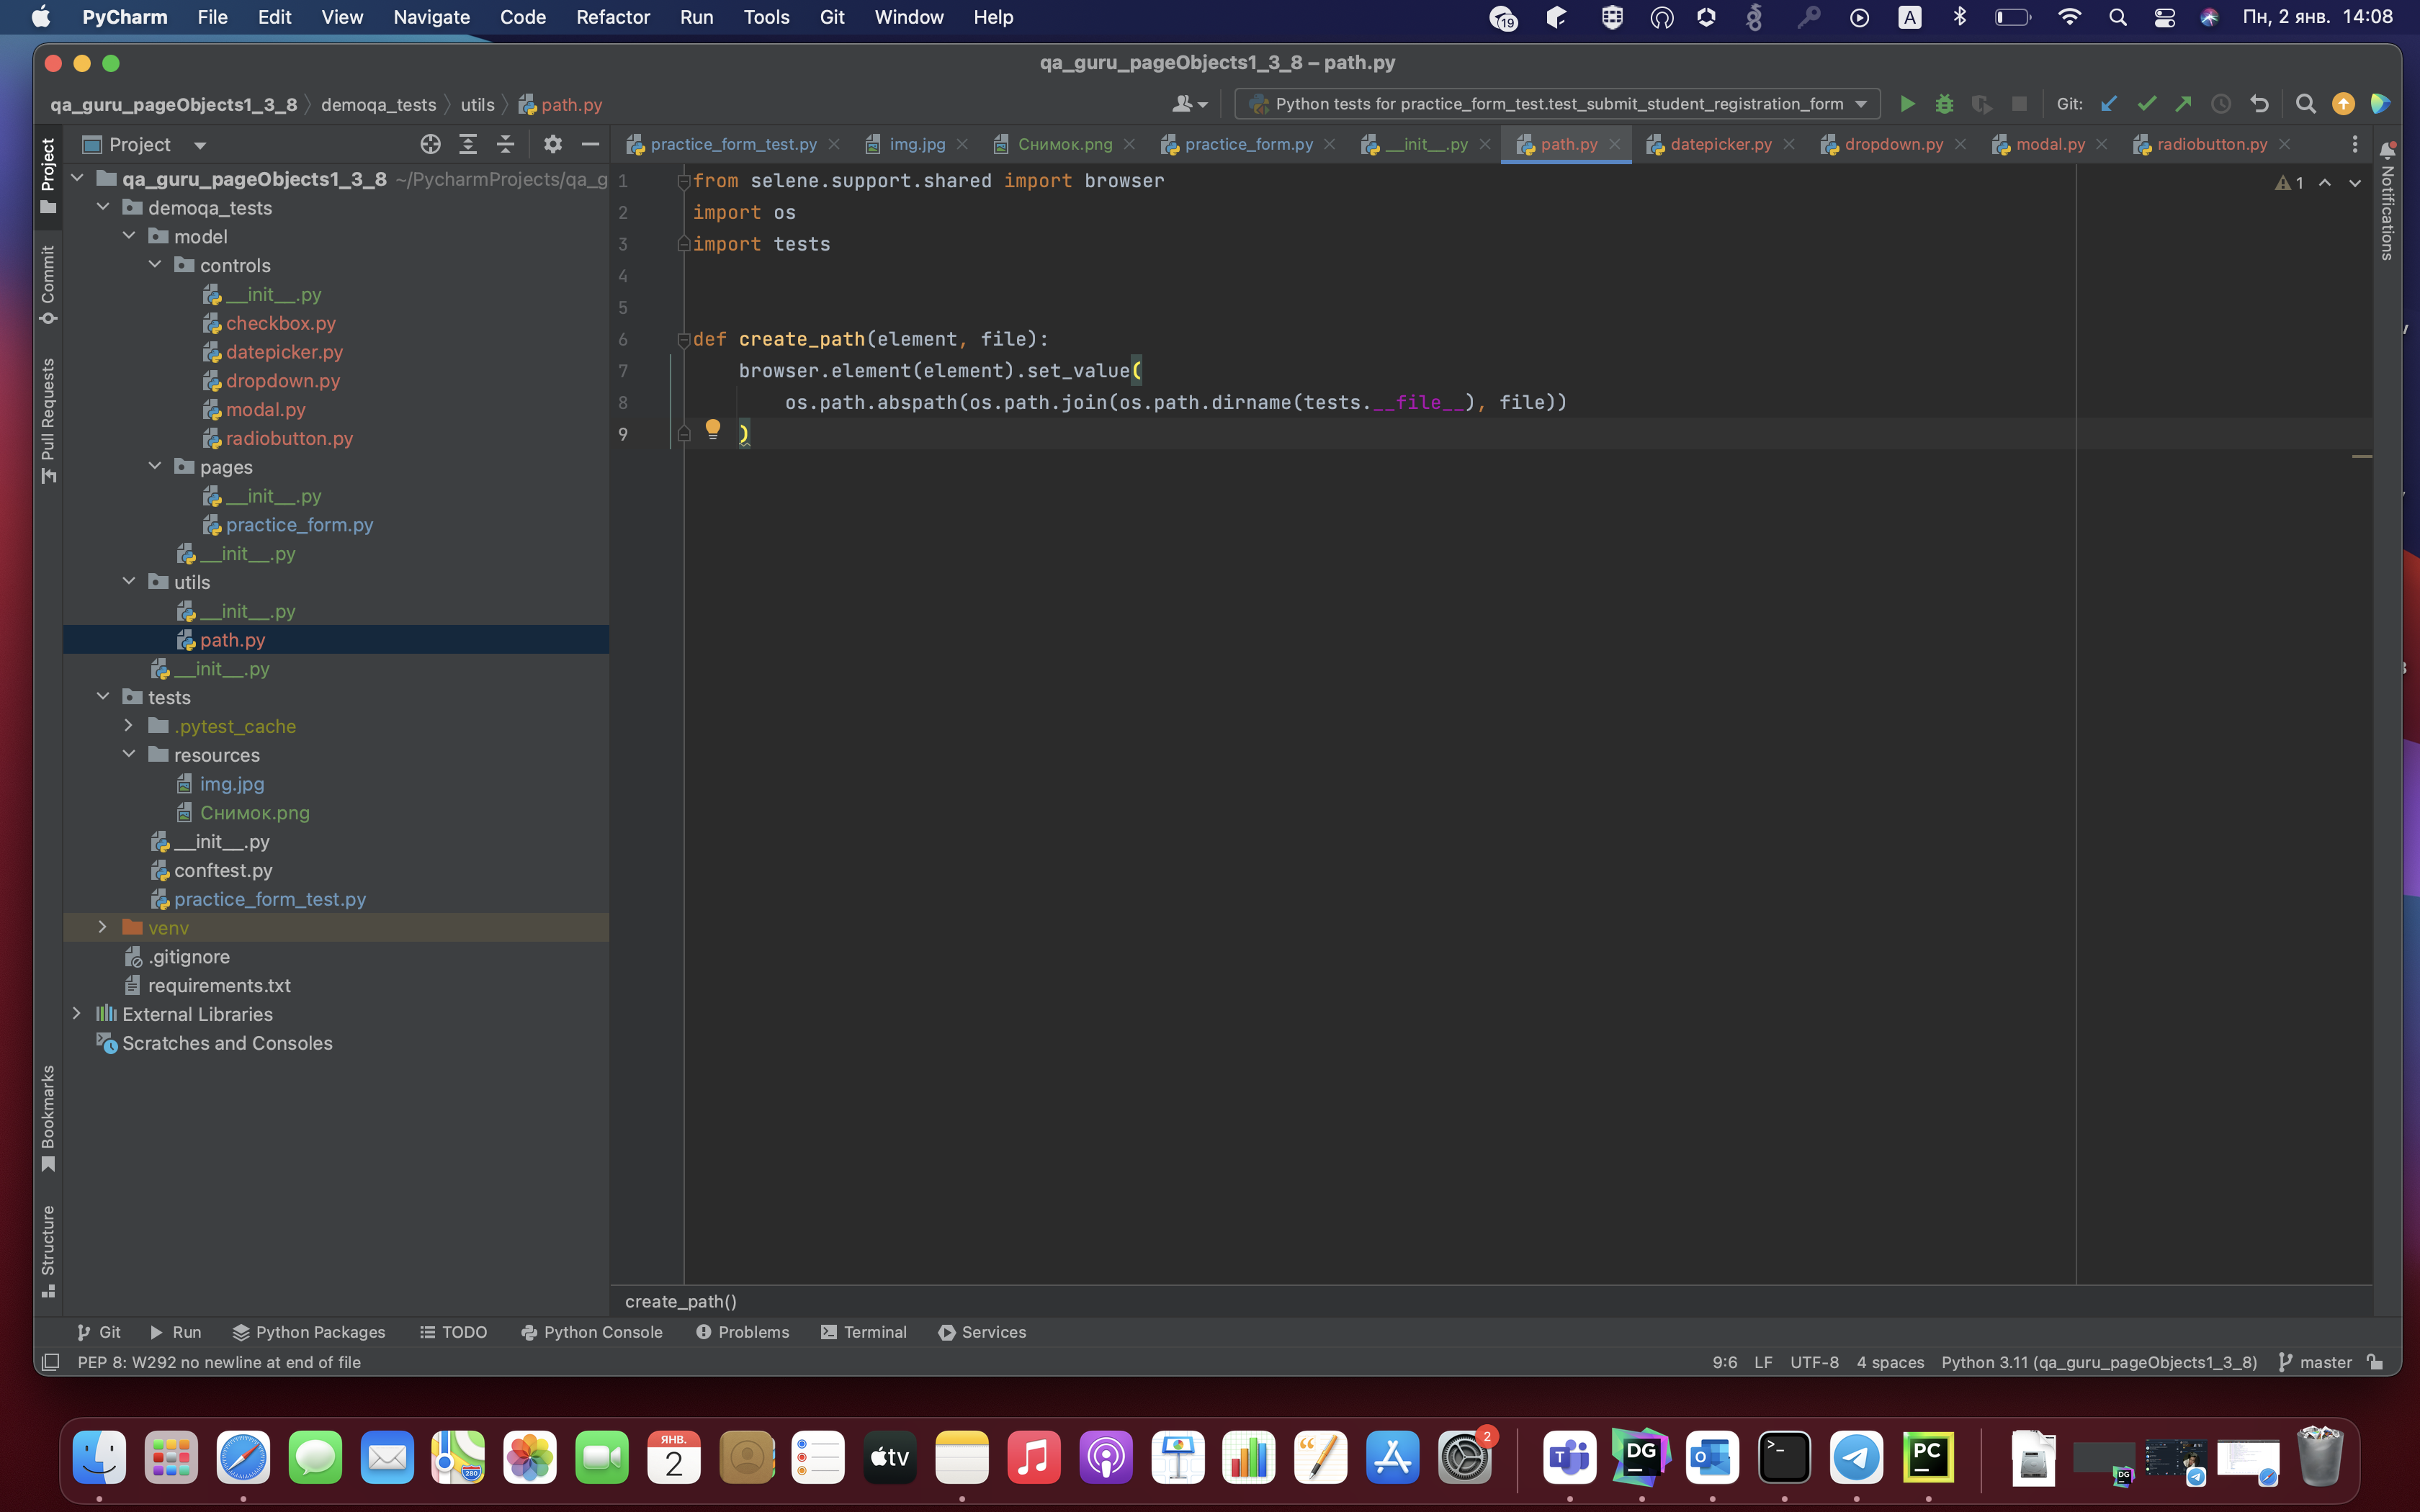 PyCharm File Edit View Navigate Code Refactor Run Tools Git Window Help 19 A Пн, 2 янв. 14:08
qa_guru_pageObjects1_3_8 – path.py
qa_guru_pageObjects1_3_8 demoqa_tests utils path.py Python tests for practice_form_test.test_submit_student_registration_form Git:
Project practice_form_test.py img.jpg Снимок.png practice_form.py __init__.py path.py datepicker.py dropdown.py modal.py radiobutton.py
Project
Commit
Pull Requests
Bookmarks
Structure
Notifications
qa_guru_pageObjects1_3_8 ~/PycharmProjects/qa_g
demoqa_tests
model
controls
__init__.py
checkbox.py
datepicker.py
dropdown.py
modal.py
radiobutton.py
pages
__init__.py
practice_form.py
__init__.py
utils
__init__.py
path.py
__init__.py
tests
.pytest_cache
resources
img.jpg
Снимок.png
__init__.py
conftest.py
practice_form_test.py
venv
.gitignore
requirements.txt
External Libraries
Scratches and Consoles
1 from selene.support.shared import browser
2 import os
3 import tests
4
5
6 def create_path(element, file):
7 browser.element(element).set_value(
8 os.path.abspath(os.path.join(os.path.dirname(tests.__file__), file))
9 )
1
create_path()
Git Run Python Packages TODO Python Console Problems Terminal Services
PEP 8: W292 no newline at end of file 9:6 LF UTF-8 4 spaces Python 3.11 (qa_guru_pageObjects1_3_8) master
280 ЯНВ. 2 tv 2 T DG O >_ PC DG